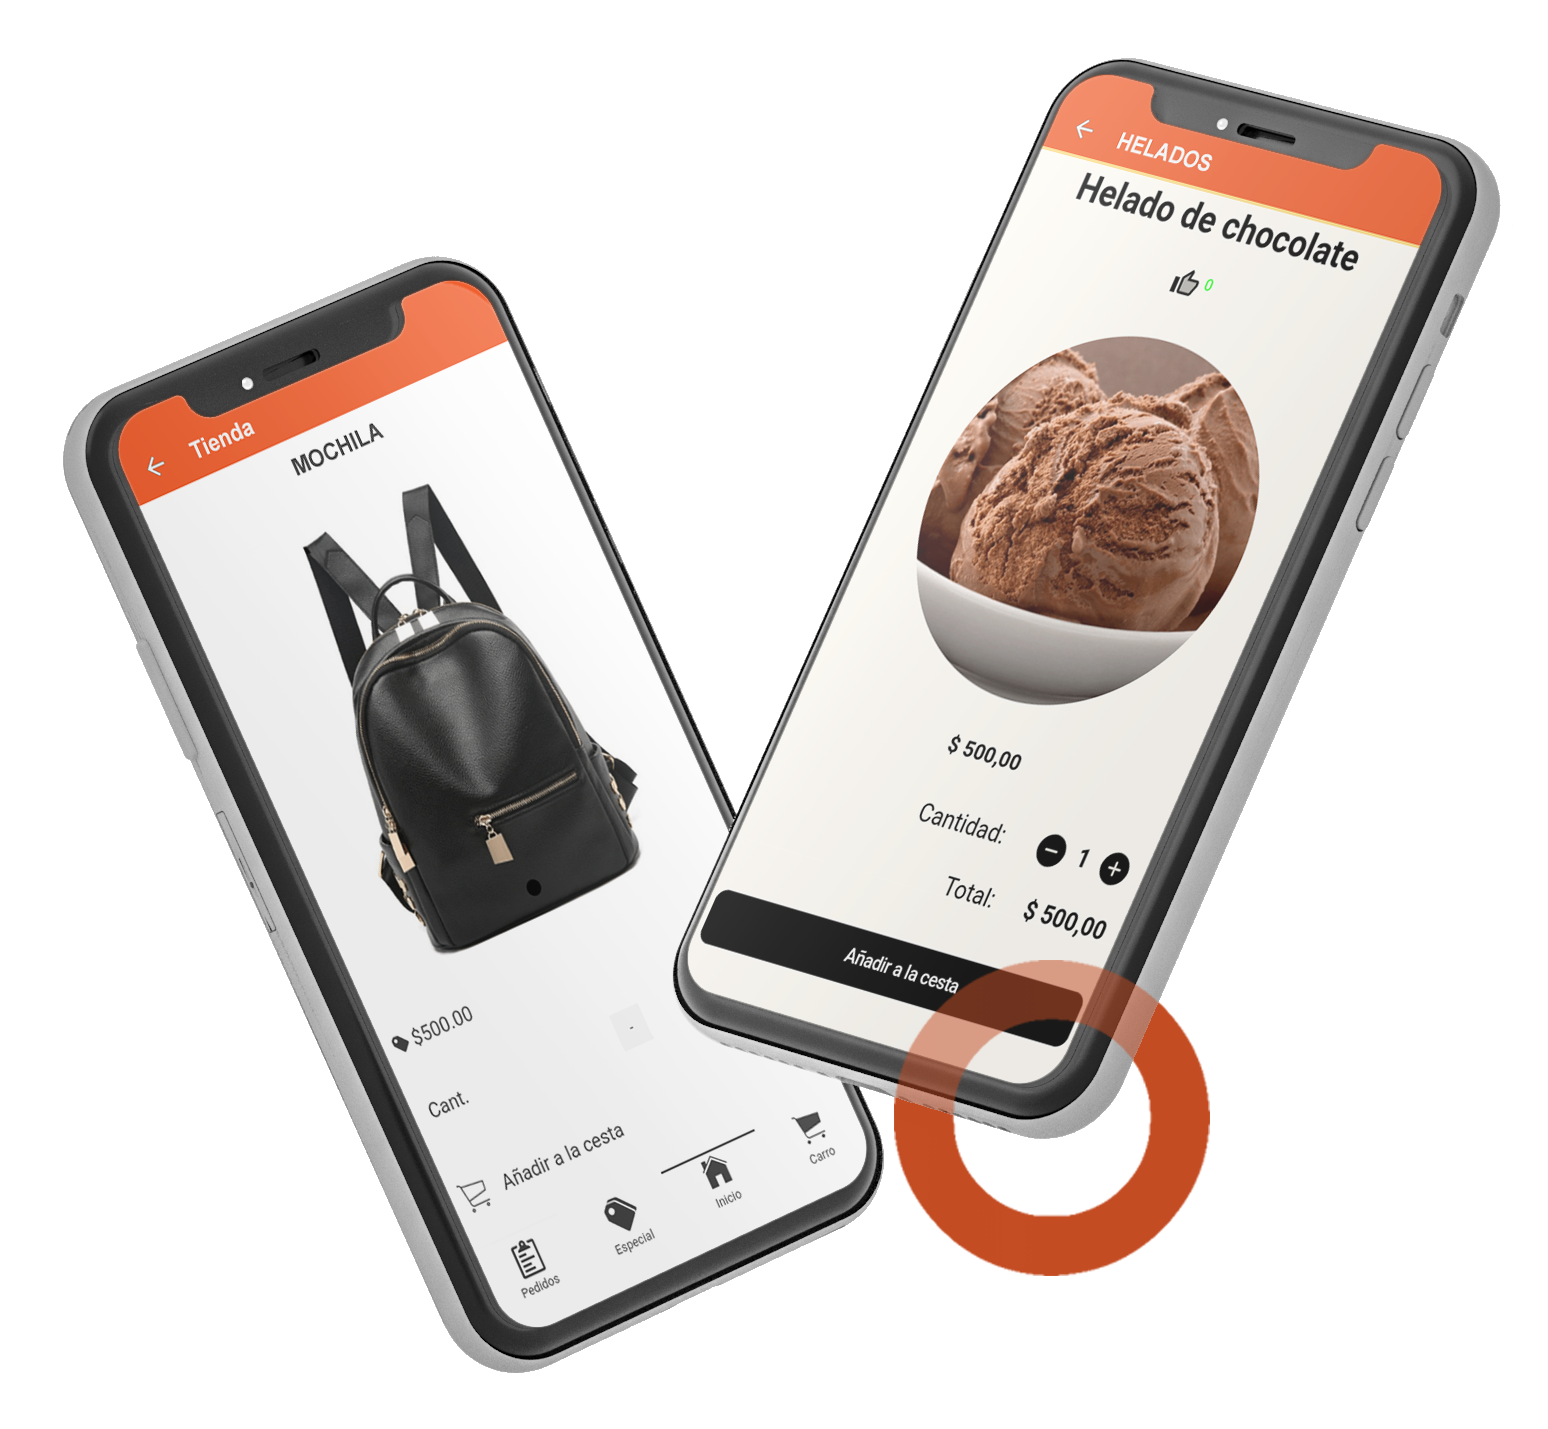 Tienda
MOCHILA
$500.00
-
Cant.
Añadir a la cesta
Pedidos
Especial
Inicio
Carro
HELADOS
Helado de chocolate
0
$ 500,00
Cantidad:
− 1 +
Total:
$ 500,00
Añadir a la cesta